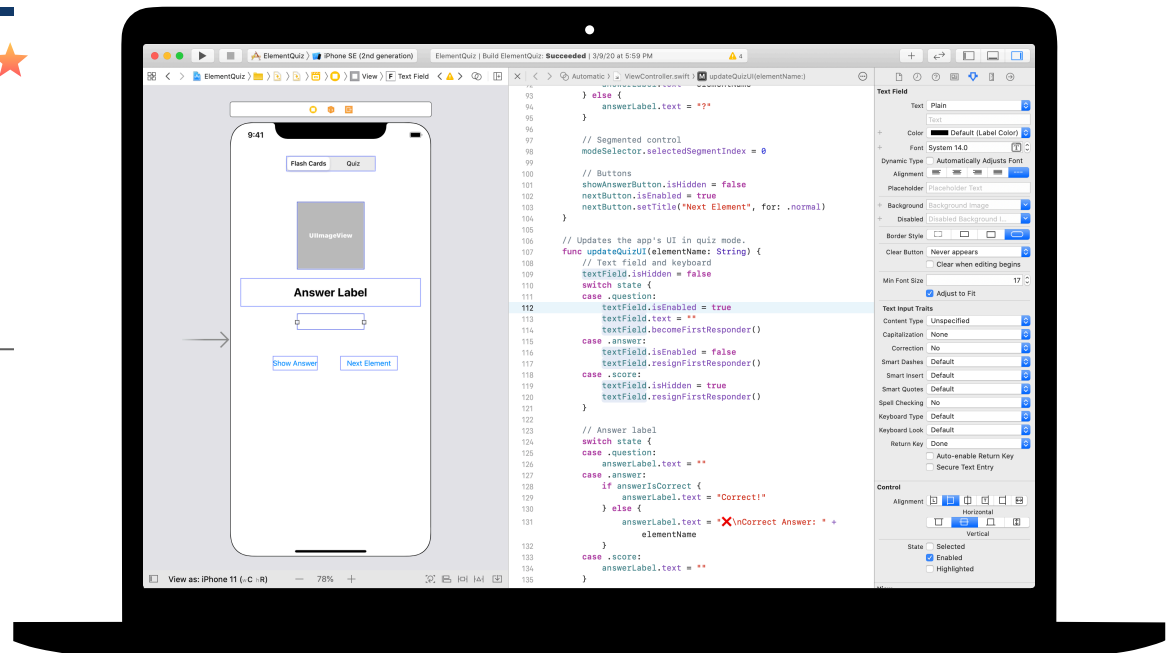 ElementQuiz
iPhone SE (2nd generation)
ElementQuiz | Build ElementQuiz: Succeeded | 3/9/20 at 5:59 PM
4
ElementQuiz
View
F Text Field
Automatic
ViewController.swift
M updateQuizUI(elementName:)
9:41
Flash Cards
Quiz
UIImageView
Answer Label
Show Answer
Next Element
View as: iPhone 11 (wC hR)
78%
93 } else {
94 answerLabel.text = "?"
95 }
96
97 // Segmented control
98 modeSelector.selectedSegmentIndex = 0
99
100 // Buttons
101 showAnswerButton.isHidden = false
102 nextButton.isEnabled = true
103 nextButton.setTitle("Next Element", for: .normal)
104 }
105
106 // Updates the app's UI in quiz mode.
107 func updateQuizUI(elementName: String) {
108 // Text field and keyboard
109 textField.isHidden = false
110 switch state {
111 case .question:
112 textField.isEnabled = true
113 textField.text = ""
114 textField.becomeFirstResponder()
115 case .answer:
116 textField.isEnabled = false
117 textField.resignFirstResponder()
118 case .score:
119 textField.isHidden = true
120 textField.resignFirstResponder()
121 }
122
123 // Answer label
124 switch state {
125 case .question:
126 answerLabel.text = ""
127 case .answer:
128 if answerIsCorrect {
129 answerLabel.text = "Correct!"
130 } else {
131 answerLabel.text = "❌\nCorrect Answer: " +
elementName
132 }
133 case .score:
134 answerLabel.text = ""
135 }
Text Field
Text Plain
Text
Color Default (Label Color)
Font System 14.0
Dynamic Type Automatically Adjusts Font
Alignment
Placeholder Placeholder Text
Background Background Image
Disabled Disabled Background I...
Border Style
Clear Button Never appears
Clear when editing begins
Min Font Size 17
Adjust to Fit
Text Input Traits
Content Type Unspecified
Capitalization None
Correction No
Smart Dashes Default
Smart Insert Default
Smart Quotes Default
Spell Checking No
Keyboard Type Default
Keyboard Look Default
Return Key Done
Auto-enable Return Key
Secure Text Entry
Control
Alignment
Horizontal
Vertical
State Selected
Enabled
Highlighted